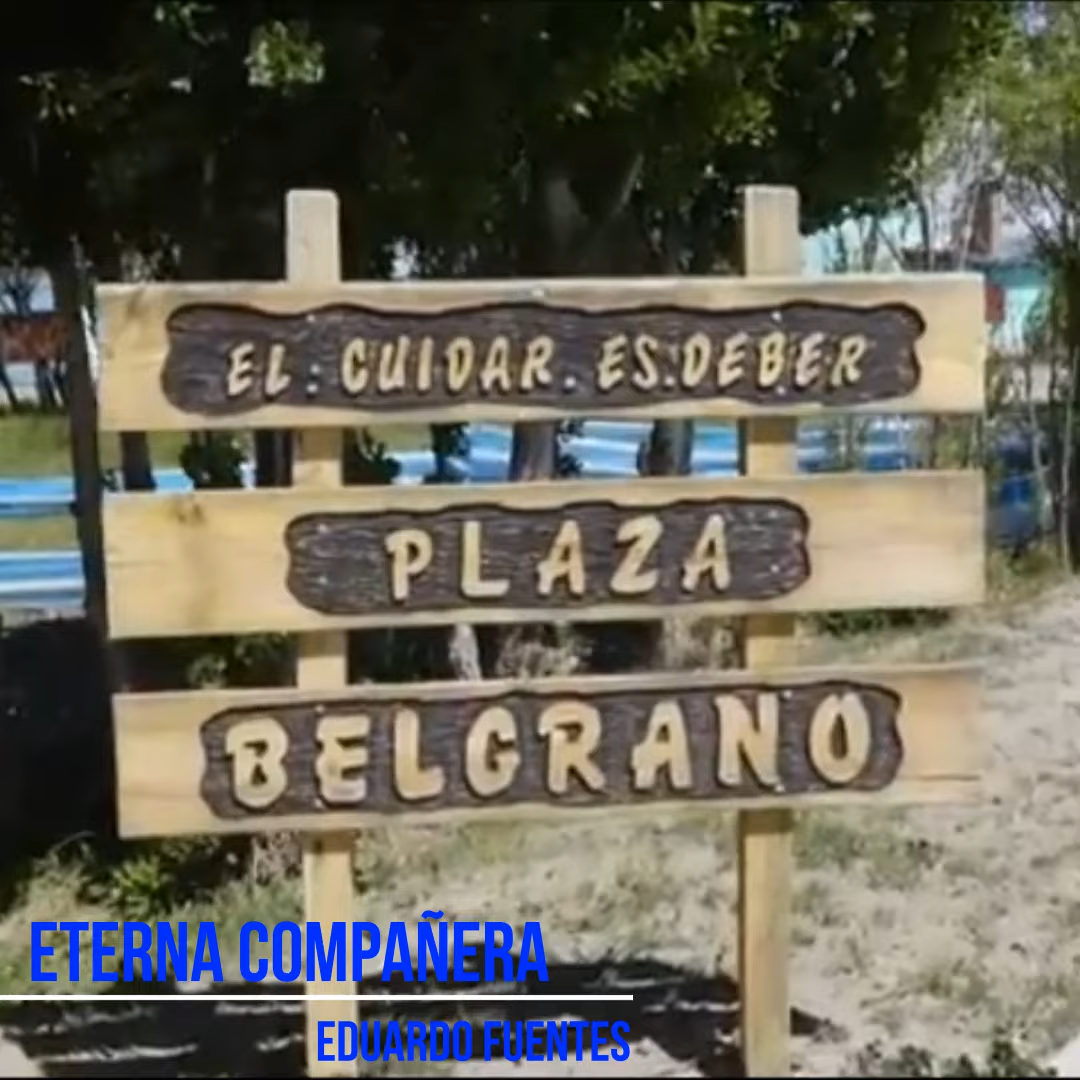 EL. CUIDAR. ES. DEBER
PLAZA
BELGRANO
ETERNA COMPAÑERA
EDUARDO FUENTES